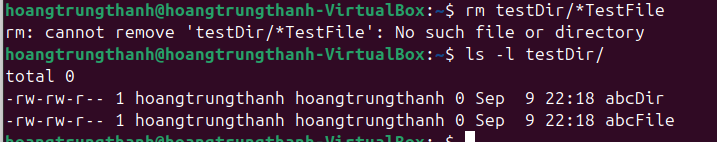 hoangtrungthanh@hoangtrungthanh-VirtualBox:~$ rm testDir/*TestFile
rm: cannot remove 'testDir/*TestFile': No such file or directory
hoangtrungthanh@hoangtrungthanh-VirtualBox:~$ ls -l testDir/
total 0
-rw-rw-r-- 1 hoangtrungthanh hoangtrungthanh 0 Sep  9 22:18 abcDir
-rw-rw-r-- 1 hoangtrungthanh hoangtrungthanh 0 Sep  9 22:18 abcFile
hoangtrungthanh@hoangtrungthanh-VirtualBox:~$